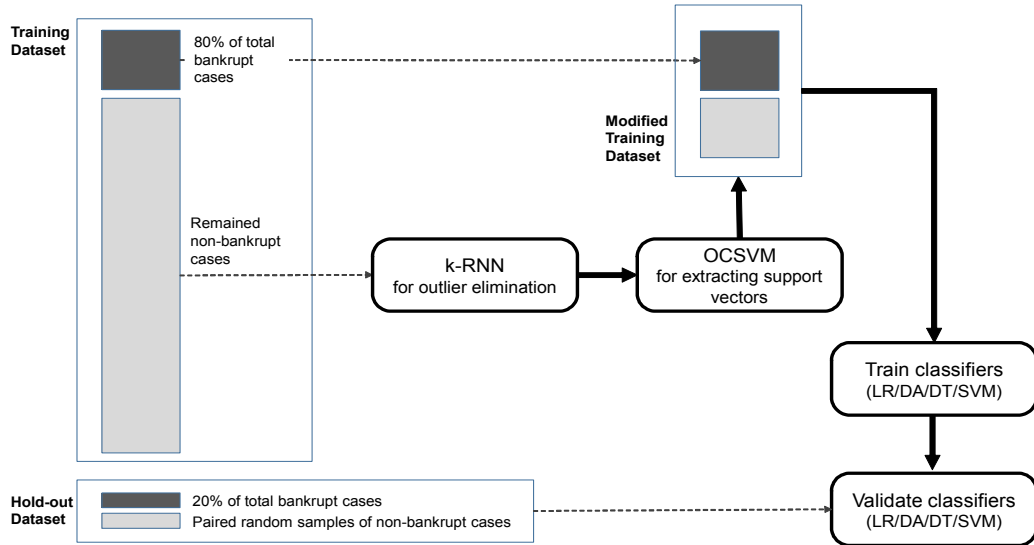 Training
Dataset
80% of total
bankrupt
cases
Modified
Training
Dataset
Remained
non-bankrupt
cases
k-RNN
for outlier elimination
OCSVM
for extracting support
vectors
Train classifiers
(LR/DA/DT/SVM)
Hold-out
Dataset
20% of total bankrupt cases
Paired random samples of non-bankrupt cases
Validate classifiers
(LR/DA/DT/SVM)